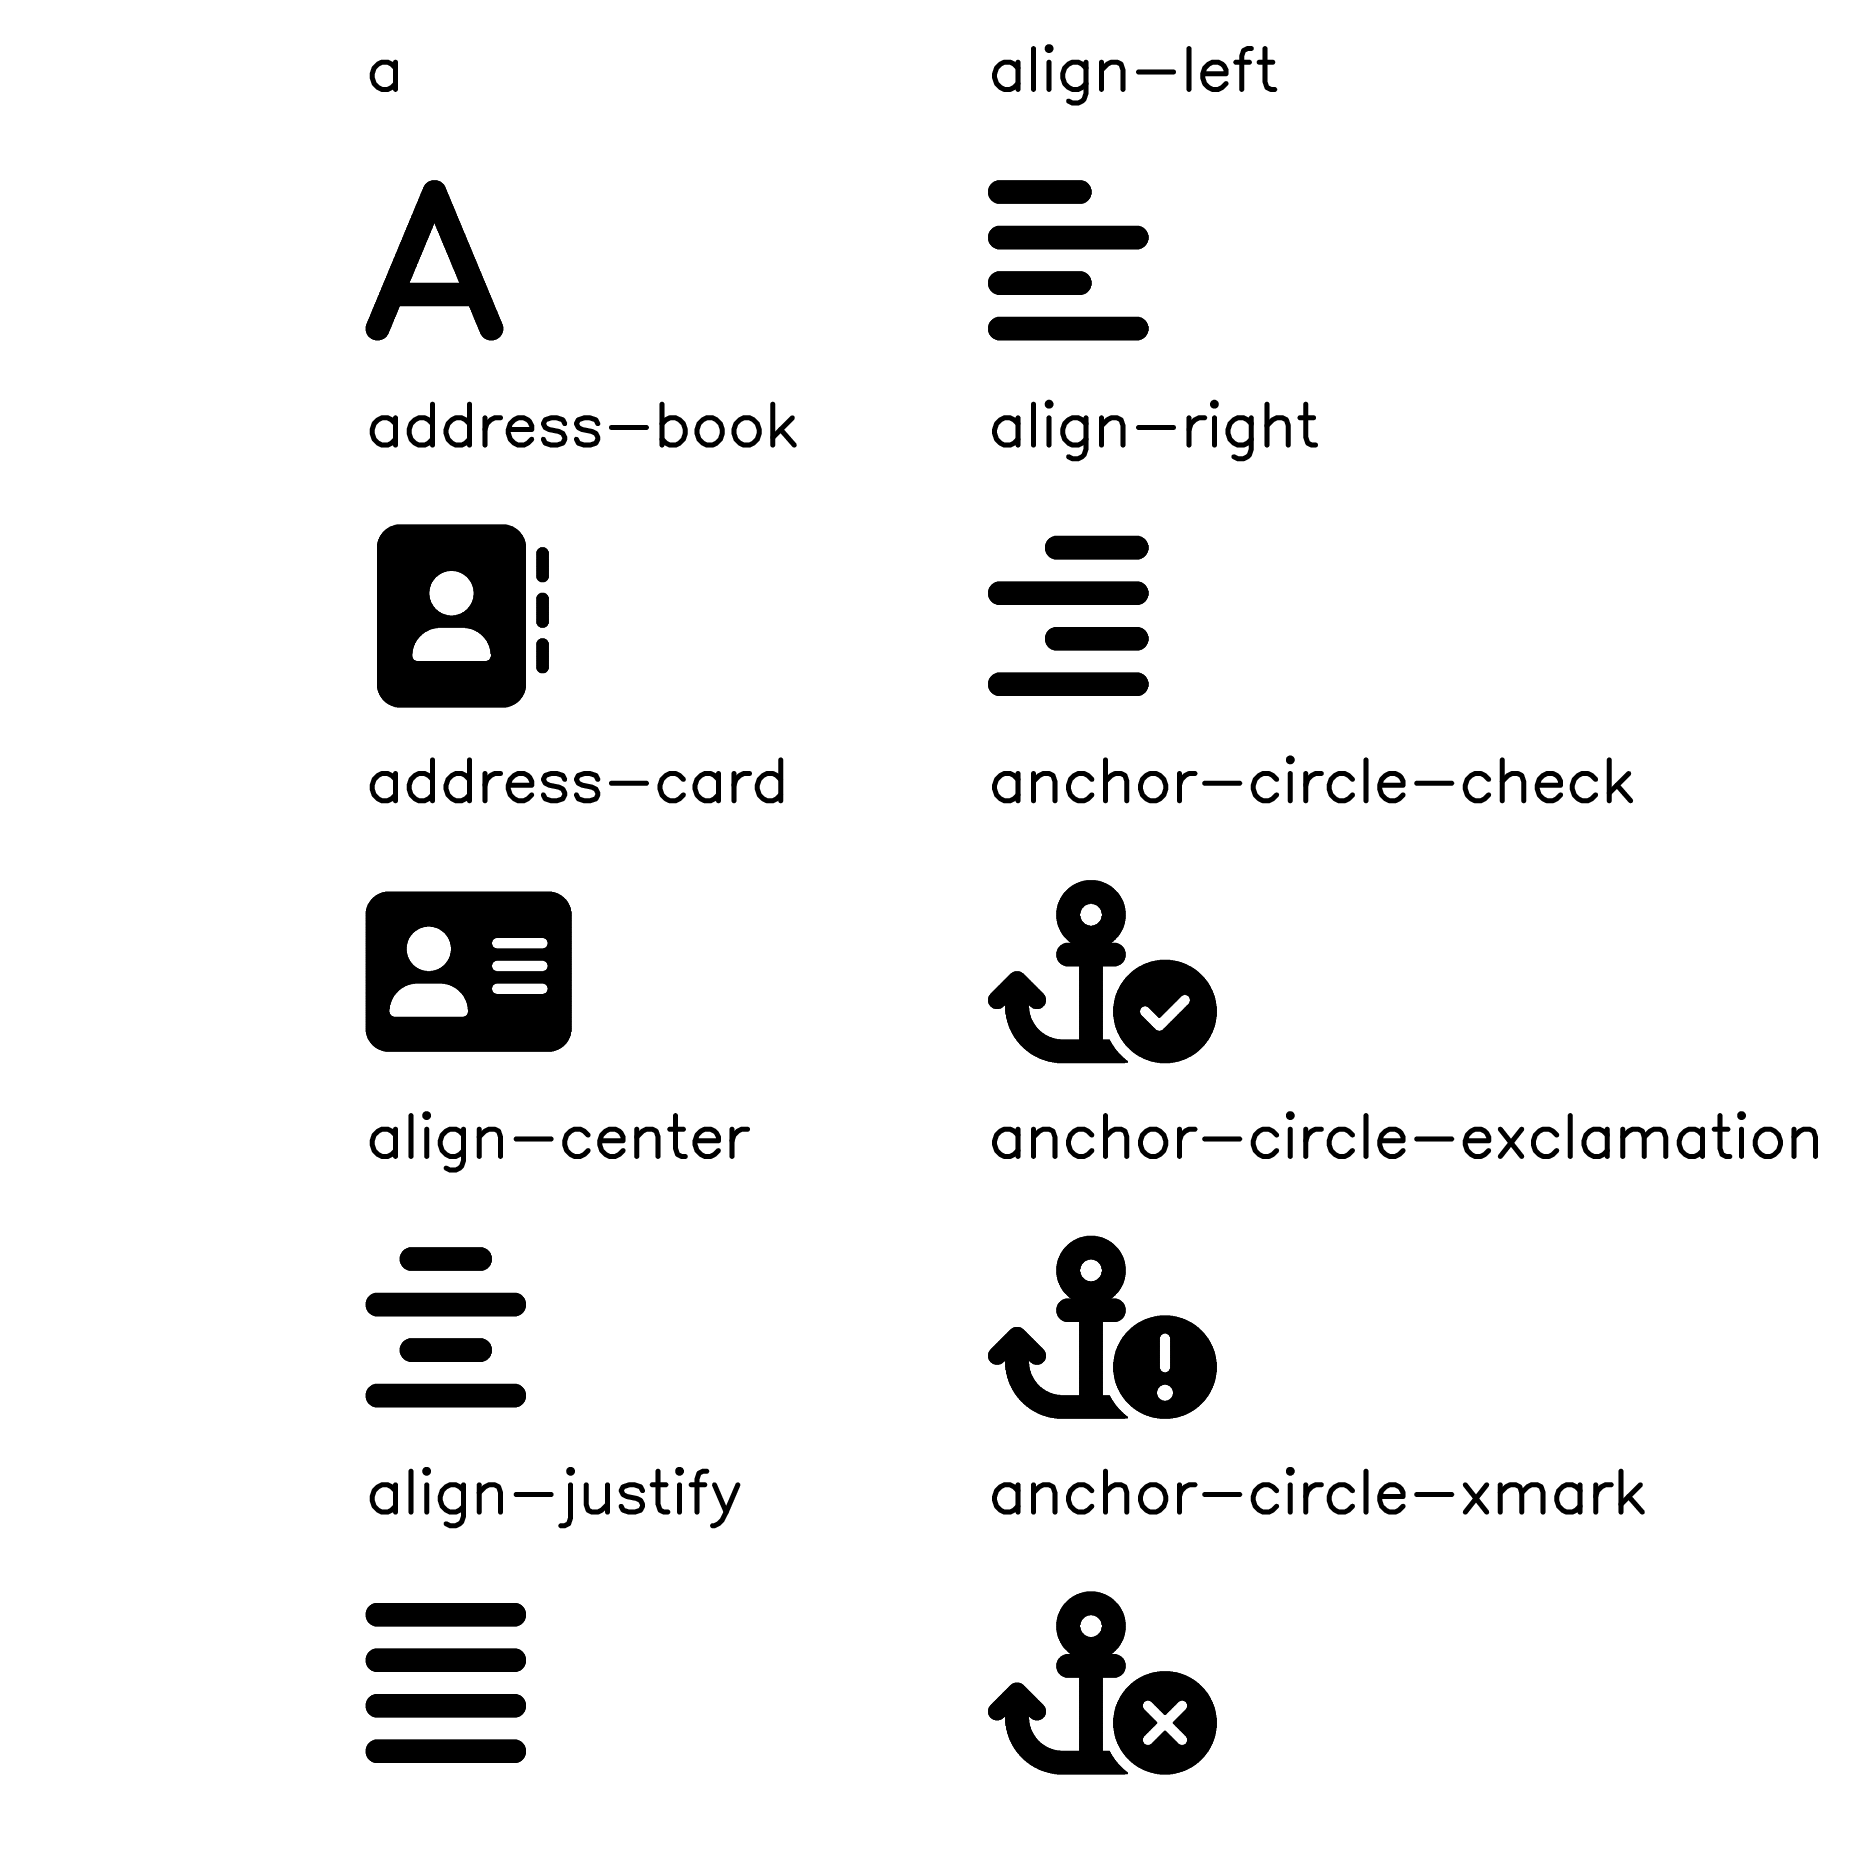 a
A
address-book
address-card
align-center
align-justify
align-left
align-right
anchor-circle-check
anchor-circle-exclamation
anchor-circle-xmark